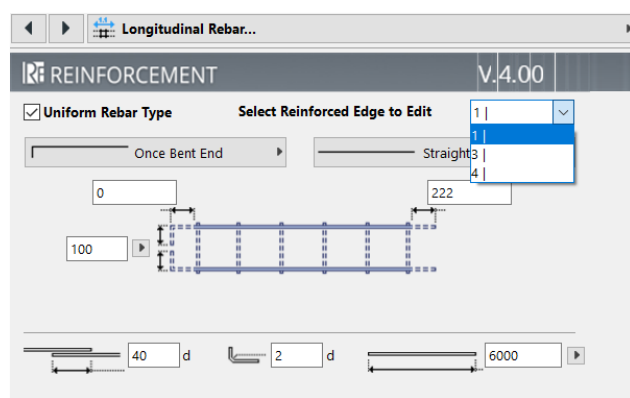 Longitudinal Rebar...
RF REINFORCEMENT V.4.00
Uniform Rebar Type Select Reinforced Edge to Edit 1 |
1 |
Once Bent End Straight 3 |
4 |
0 222
100
40 d 2 d 6000